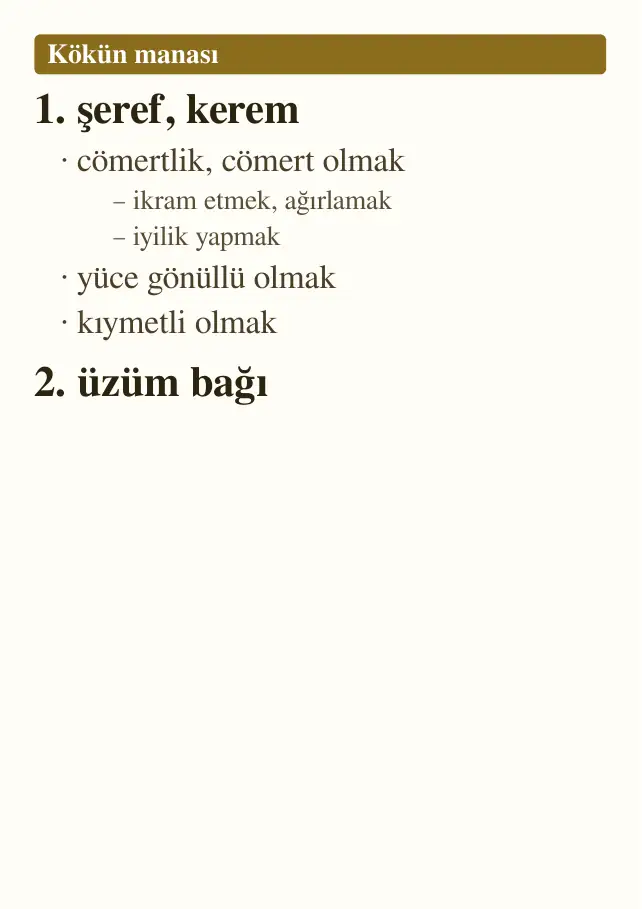 Kökün manası
1. şeref, kerem
· cömertlik, cömert olmak
– ikram etmek, ağırlamak
– iyilik yapmak
· yüce gönüllü olmak
· kıymetli olmak
2. üzüm bağı